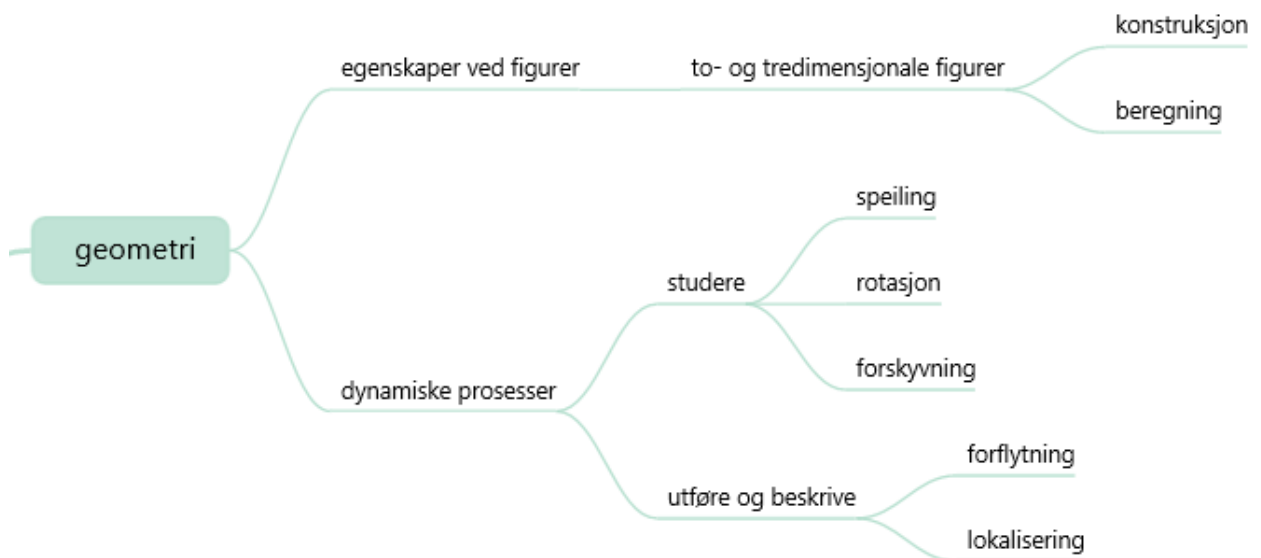 konstruksjon
egenskaper ved figurer
to- og tredimensjonale figurer
beregning
speiling
geometri
studere
rotasjon
forskyvning
dynamiske prosesser
forflytning
utføre og beskrive
lokalisering